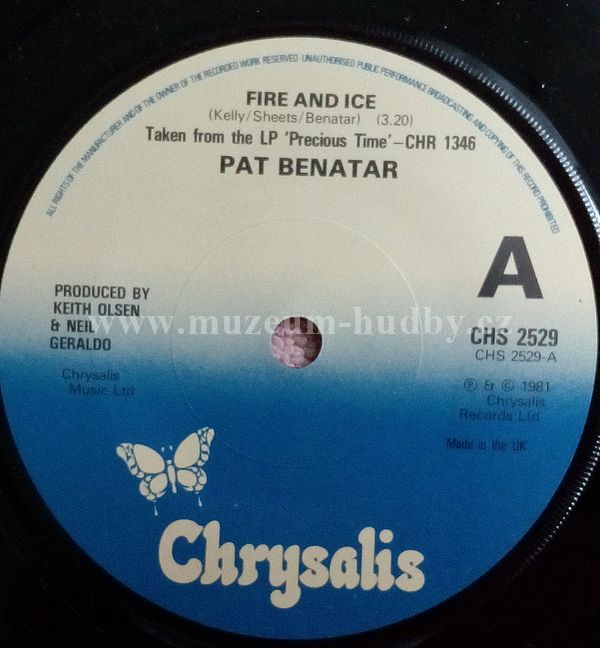 ALL RIGHTS OF THE MANUFACTURER AND OF THE OWNER OF THE RECORDED WORK RESERVED UNAUTHORISED PUBLIC PERFORMANCE BROADCASTING AND COPYING OF THIS RECORD PROHIBITED
FIRE AND ICE
(Kelly/Sheets/Benatar) (3.20)
Taken from the LP 'Precious Time'–CHR 1346
PAT BENATAR
A
PRODUCED BY
KEITH OLSEN
& NEIL
GERALDO
www.muzeum-hudby.cz
CHS 2529
CHS 2529-A
Chrysalis
Music Ltd
℗ & © 1981
Chrysalis
Records Ltd
Made in the UK
Chrysalis